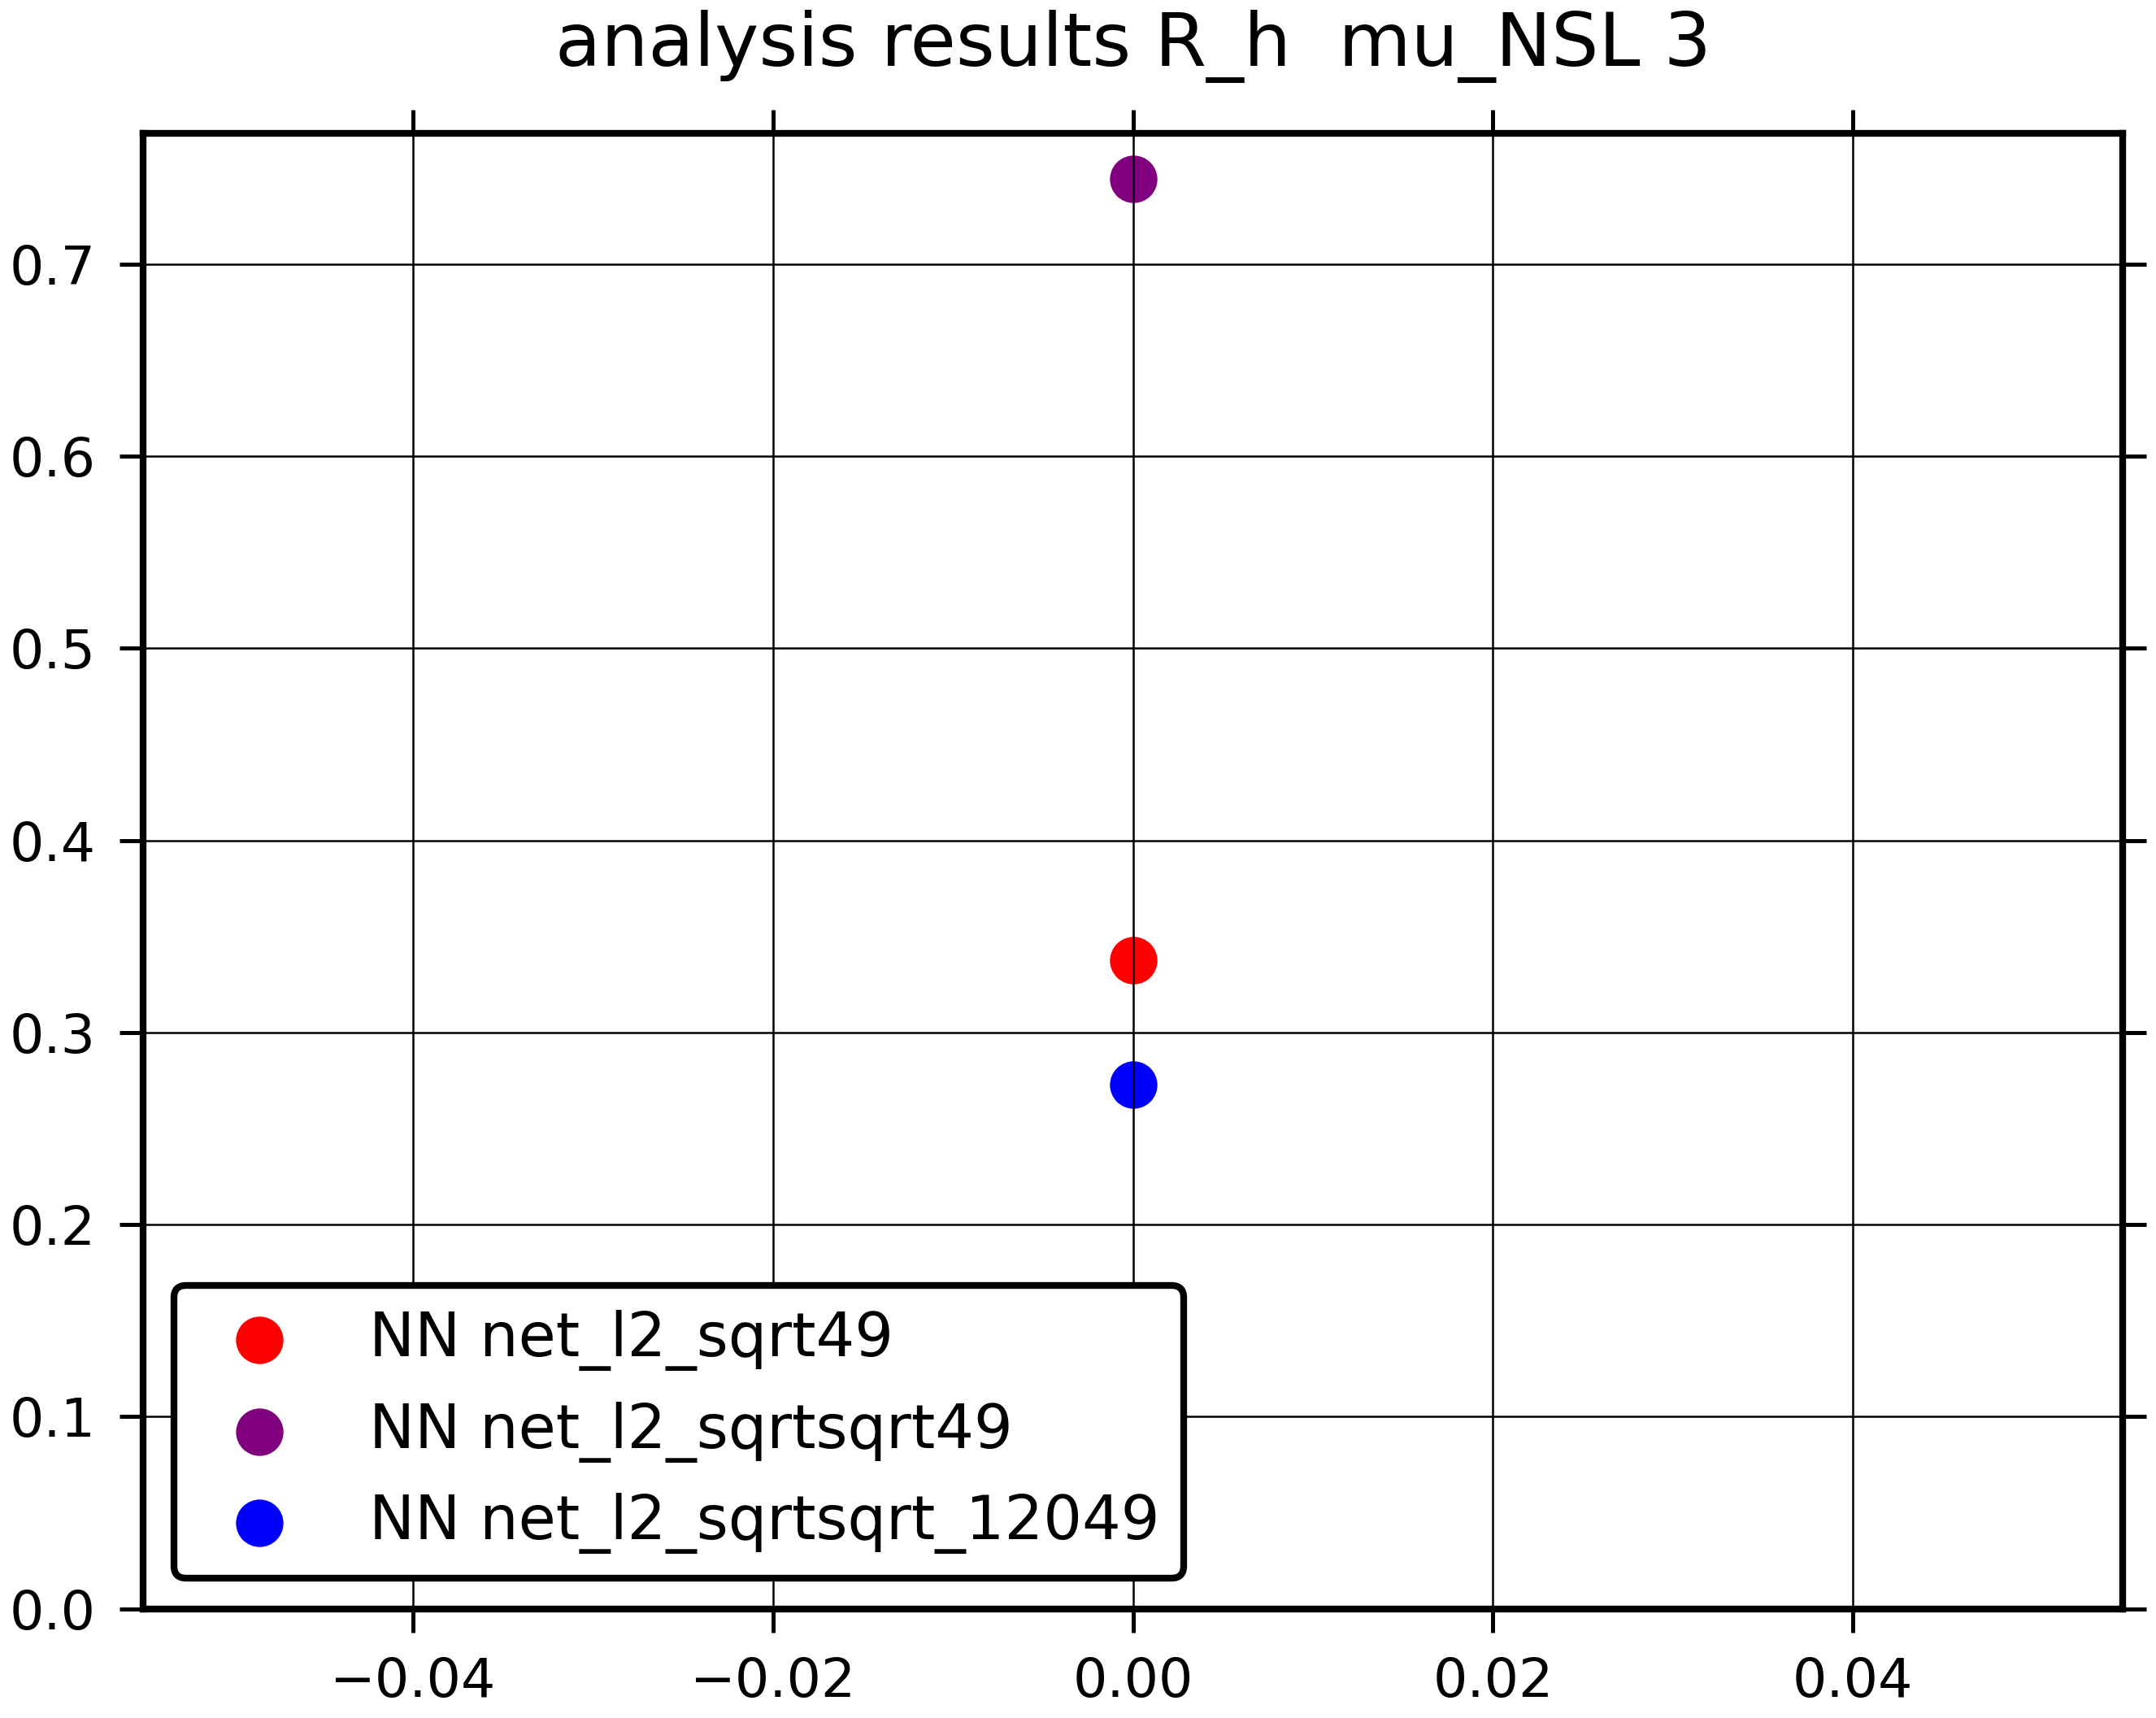 analysis results R_h  mu_NSL 3
0.7
0.6
0.5
0.4
0.3
0.2
0.1
0.0
NN net_l2_sqrt49
NN net_l2_sqrtsqrt49
NN net_l2_sqrtsqrt_12049
−0.04 −0.02 0.00 0.02 0.04